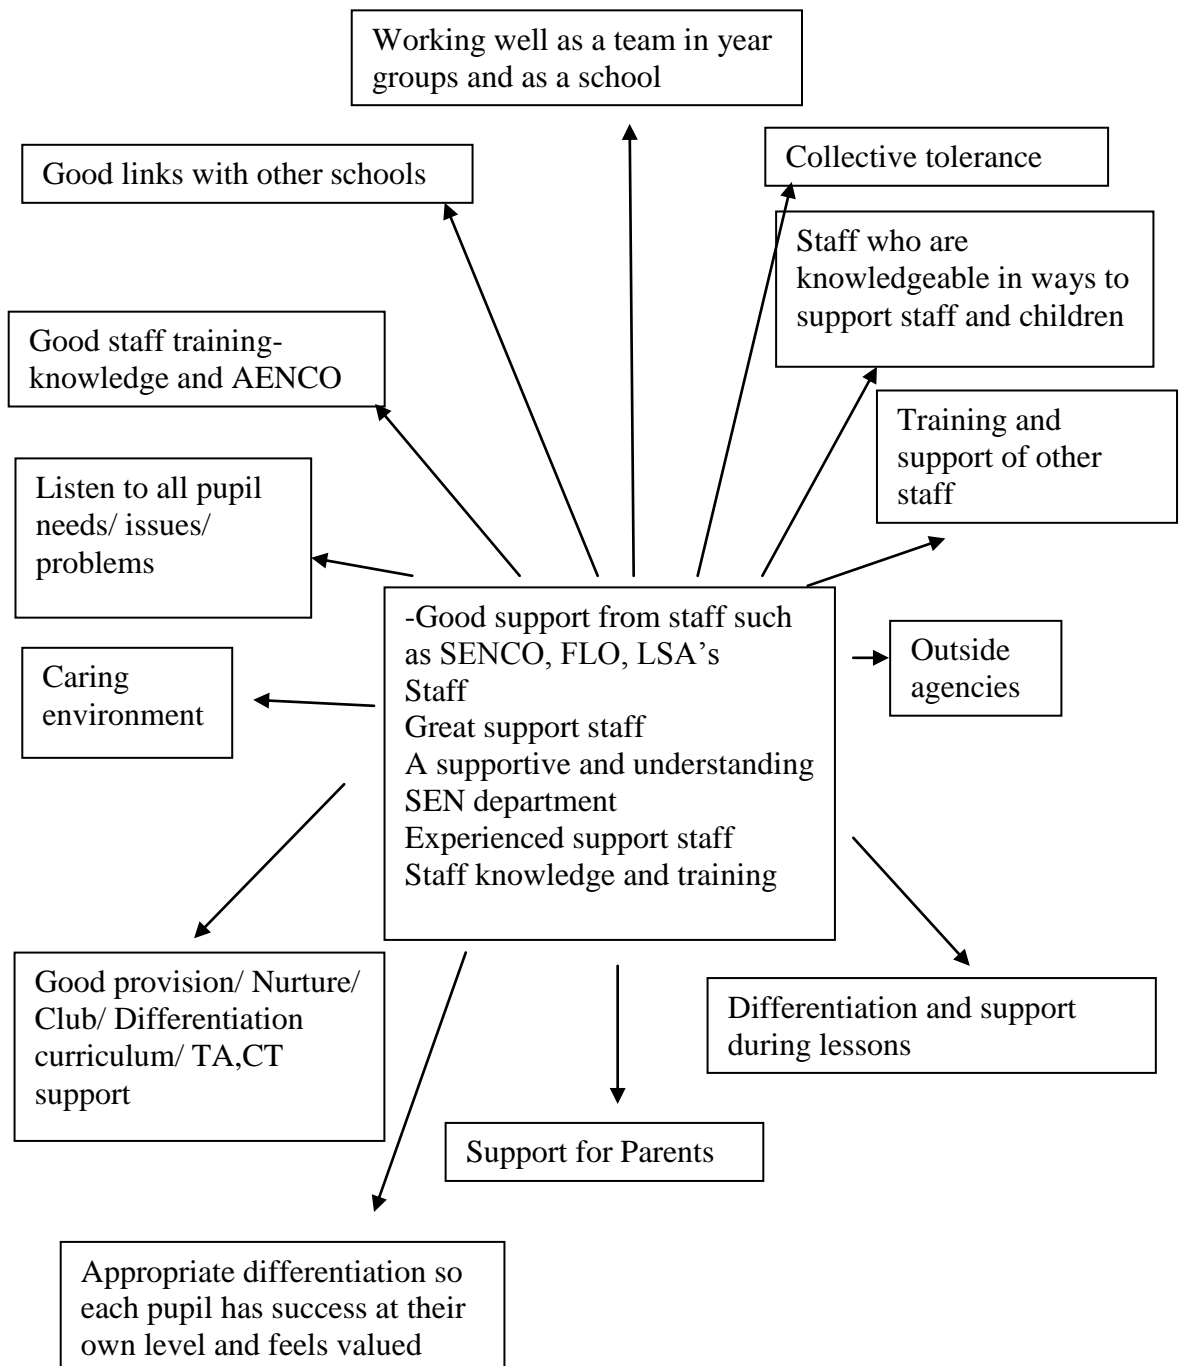 Working well as a team in year
groups and as a school
Good links with other schools
Collective tolerance
Staff who are
knowledgeable in ways to
support staff and children
Good staff training-
knowledge and AENCO
Training and
support of other
staff
Listen to all pupil
needs/ issues/
problems
-Good support from staff such
as SENCO, FLO, LSA’s
Staff
Great support staff
A supportive and understanding
SEN department
Experienced support staff
Staff knowledge and training
Outside
agencies
Caring
environment
Good provision/ Nurture/
Club/ Differentiation
curriculum/ TA,CT
support
Differentiation and support
during lessons
Support for Parents
Appropriate differentiation so
each pupil has success at their
own level and feels valued